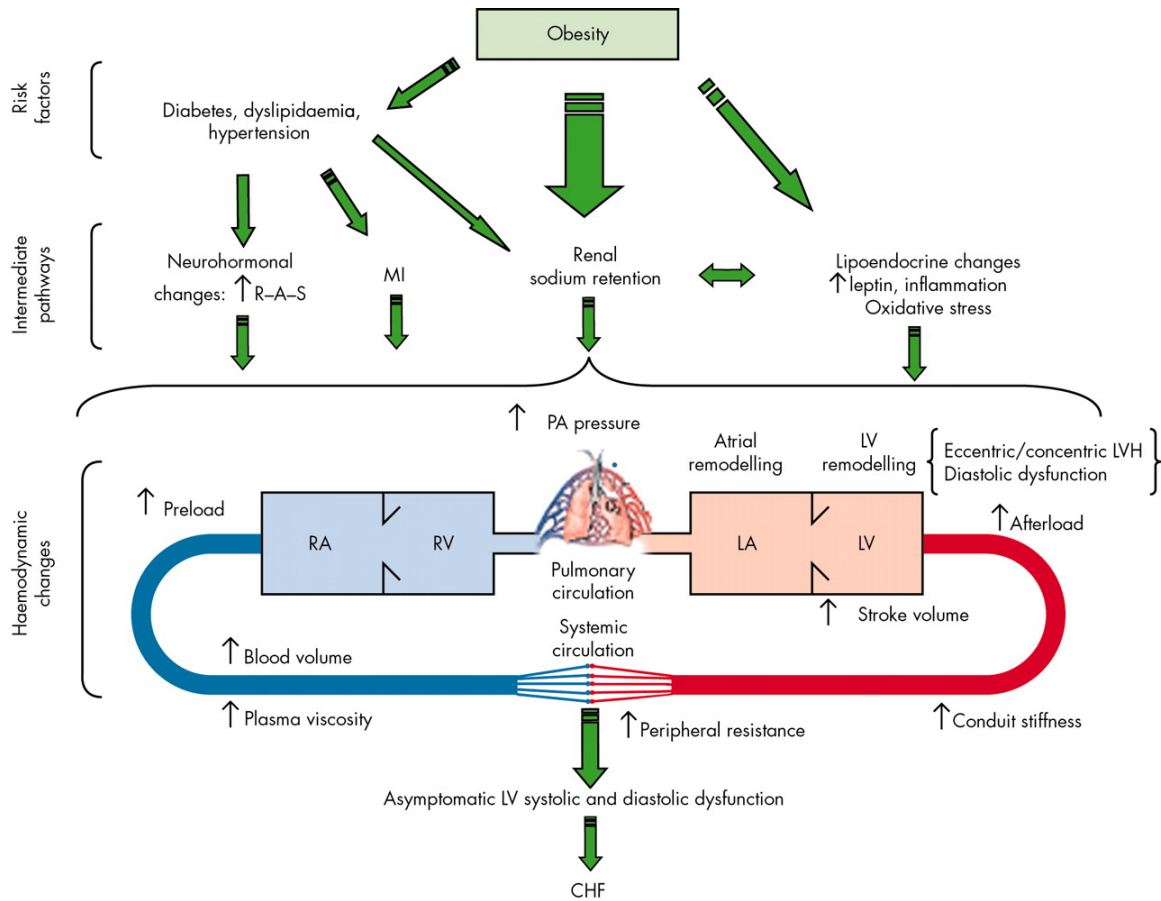 Obesity
Risk
factors
Diabetes, dyslipidaemia,
hypertension
Intermediate
pathways
Neurohormonal
changes: ↑ R–A–S
MI
Renal
sodium retention
Lipoendocrine changes
↑ leptin, inflammation
Oxidative stress
↑ PA pressure
Atrial
remodelling
LV
remodelling
Eccentric/concentric LVH
Diastolic dysfunction
Haemodynamic
changes
↑ Preload
↑ Afterload
RA
RV
O2
LA
LV
Pulmonary
circulation
↑ Stroke volume
Systemic
circulation
↑ Blood volume
↑ Plasma viscosity
↑ Peripheral resistance
↑ Conduit stiffness
Asymptomatic LV systolic and diastolic dysfunction
CHF